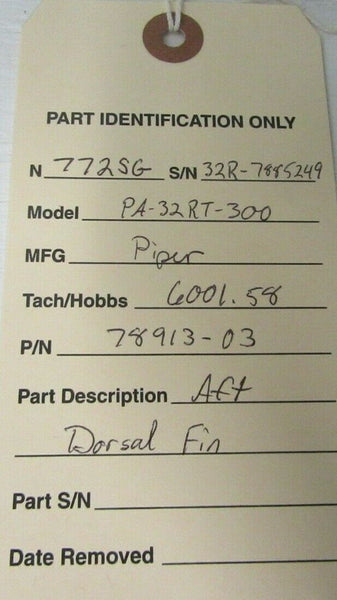 PART IDENTIFICATION ONLY
N 772SG S/N 32R-7885249
Model PA-32RT-300
MFG Piper
Tach/Hobbs 6001.58
P/N 78913-03
Part Description Aft
Dorsal Fin
Part S/N
Date Removed